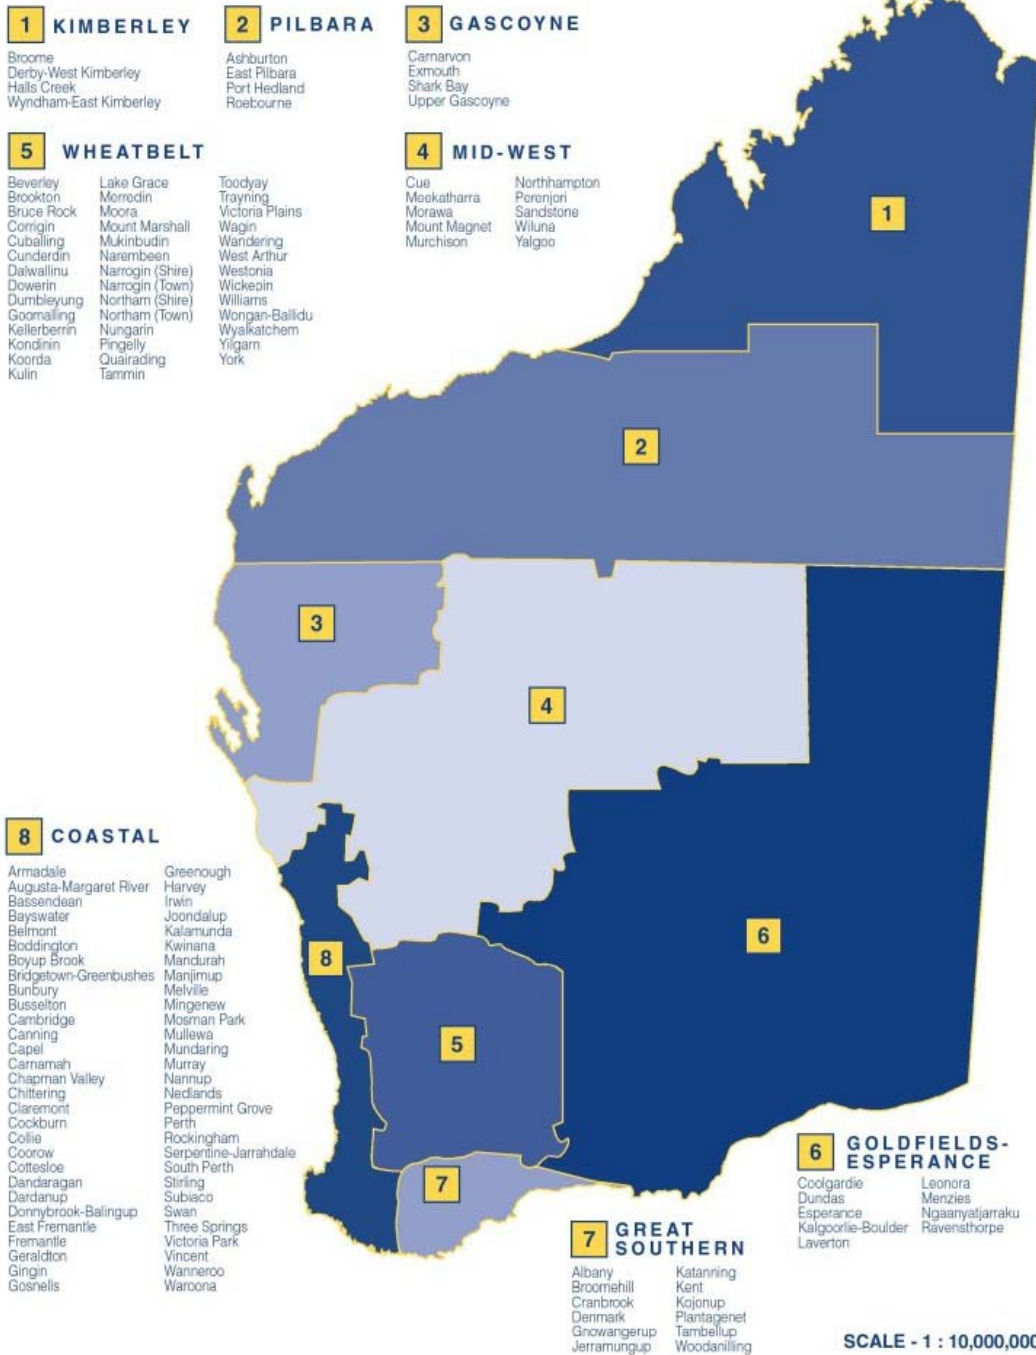 1 KIMBERLEY
Broome
Derby-West Kimberley
Halls Creek
Wyndham-East Kimberley
2 PILBARA
Ashburton
East Pilbara
Port Hedland
Roebourne
3 GASCOYNE
Carnarvon
Exmouth
Shark Bay
Upper Gascoyne
5 WHEATBELT
Beverley
Brookton
Bruce Rock
Corrigin
Cuballing
Cunderdin
Dalwallinu
Dowerin
Dumbleyung
Goomalling
Kellerberrin
Kondinin
Koorda
Kulin
Lake Grace
Merredin
Moora
Mount Marshall
Mukinbudin
Narembeen
Narrogin (Shire)
Narrogin (Town)
Northam (Shire)
Northam (Town)
Nungarin
Pingelly
Quairading
Tammin
Toodyay
Trayning
Victoria Plains
Wagin
Wandering
West Arthur
Westonia
Wickepin
Williams
Wongan-Ballidu
Wyalkatchem
Yilgarn
York
4 MID-WEST
Cue
Meekatharra
Morawa
Mount Magnet
Murchison
Northhampton
Perenjori
Sandstone
Wiluna
Yalgoo
1
2
3
4
8
5
6
7
8 COASTAL
Armadale
Augusta-Margaret River
Bassendean
Bayswater
Belmont
Boddington
Boyup Brook
Bridgetown-Greenbushes
Bunbury
Busselton
Cambridge
Canning
Capel
Carnamah
Chapman Valley
Chittering
Claremont
Cockburn
Collie
Coorow
Cottesloe
Dandaragan
Dardanup
Donnybrook-Balingup
East Fremantle
Fremantle
Geraldton
Gingin
Gosnells
Greenough
Harvey
Irwin
Joondalup
Kalamunda
Kwinana
Mandurah
Manjimup
Melville
Mingenew
Mosman Park
Mullewa
Mundaring
Murray
Nannup
Nedlands
Peppermint Grove
Perth
Rockingham
Serpentine-Jarrahdale
South Perth
Stirling
Subiaco
Swan
Three Springs
Victoria Park
Vincent
Wanneroo
Waroona
6 GOLDFIELDS-
ESPERANCE
Coolgardie
Dundas
Esperance
Kalgoorlie-Boulder
Laverton
Leonora
Menzies
Ngaanyatjarraku
Ravensthorpe
7 GREAT
SOUTHERN
Albany
Broomehill
Cranbrook
Denmark
Gnowangerup
Jerramungup
Katanning
Kent
Kojonup
Plantagenet
Tambellup
Woodanilling
SCALE - 1 : 10,000,000